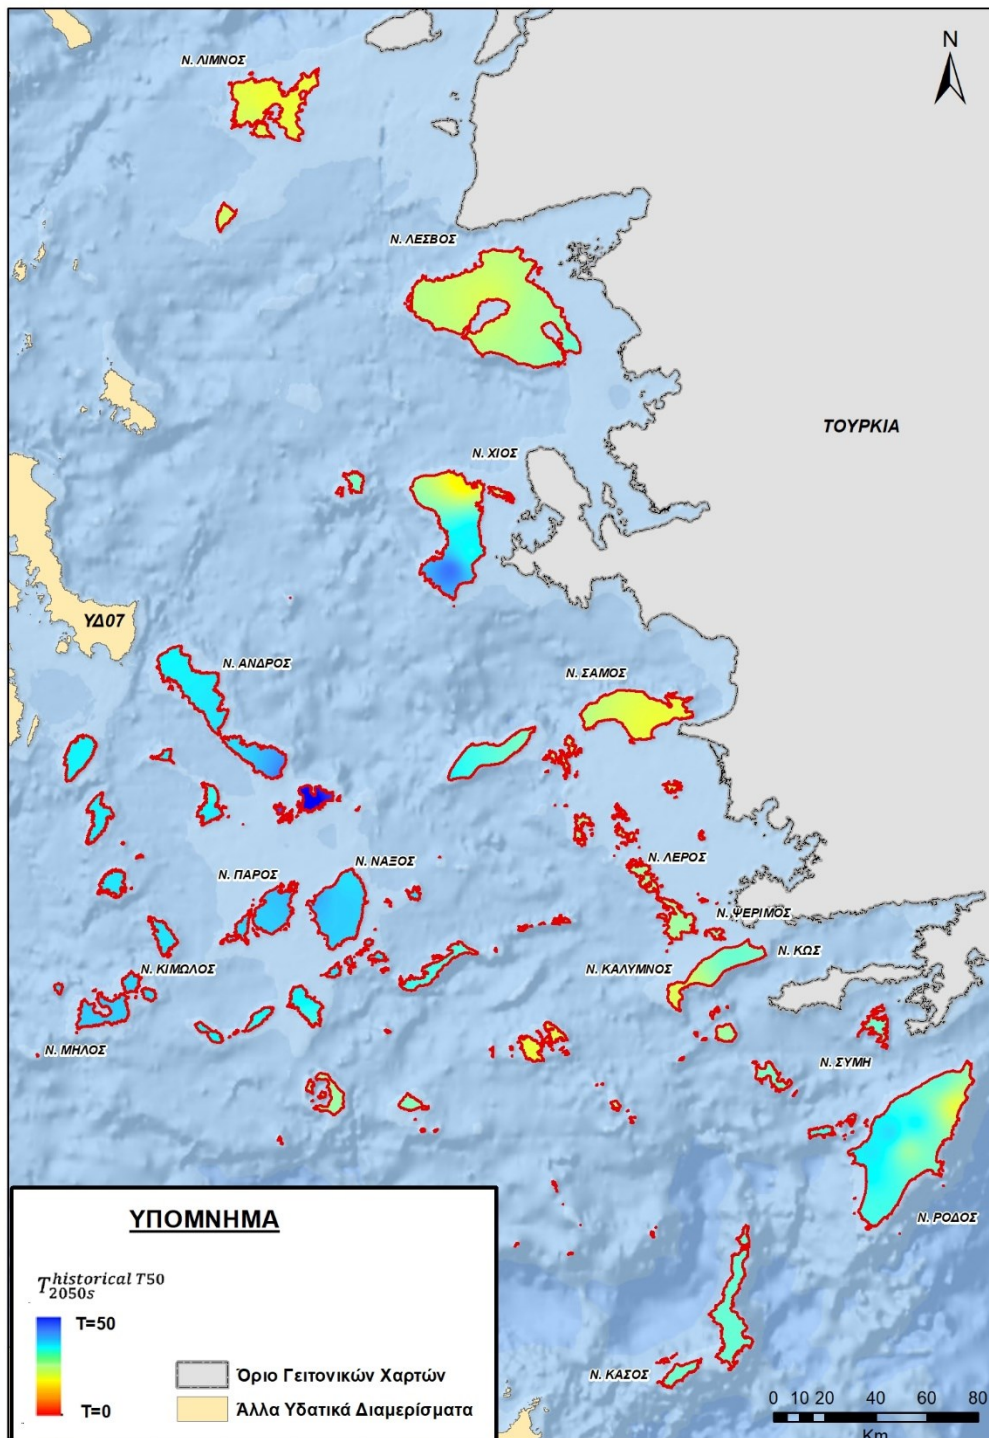 N
Ν. ΛΙΜΝΟΣ
Ν. ΛΕΣΒΟΣ
ΤΟΥΡΚΙΑ
Ν. ΧΙΟΣ
ΥΔ07
Ν. ΑΝΔΡΟΣ
Ν. ΣΑΜΟΣ
Ν. ΛΕΡΟΣ
Ν. ΝΑΞΟΣ
Ν. ΠΑΡΟΣ
Ν. ΨΕΡΙΜΟΣ
Ν. ΚΩΣ
Ν. ΚΙΜΩΛΟΣ
Ν. ΚΑΛΥΜΝΟΣ
Ν. ΜΗΛΟΣ
Ν. ΣΥΜΗ
Ν. ΡΟΔΟΣ
Ν. ΚΑΣΟΣ
ΥΠΟΜΝΗΜΑ
T historical T50 2050s
T=50
T=0
Όριο Γειτονικών Χαρτών
Άλλα Υδατικά Διαμερίσματα
0 10 20 40 60 80
Km